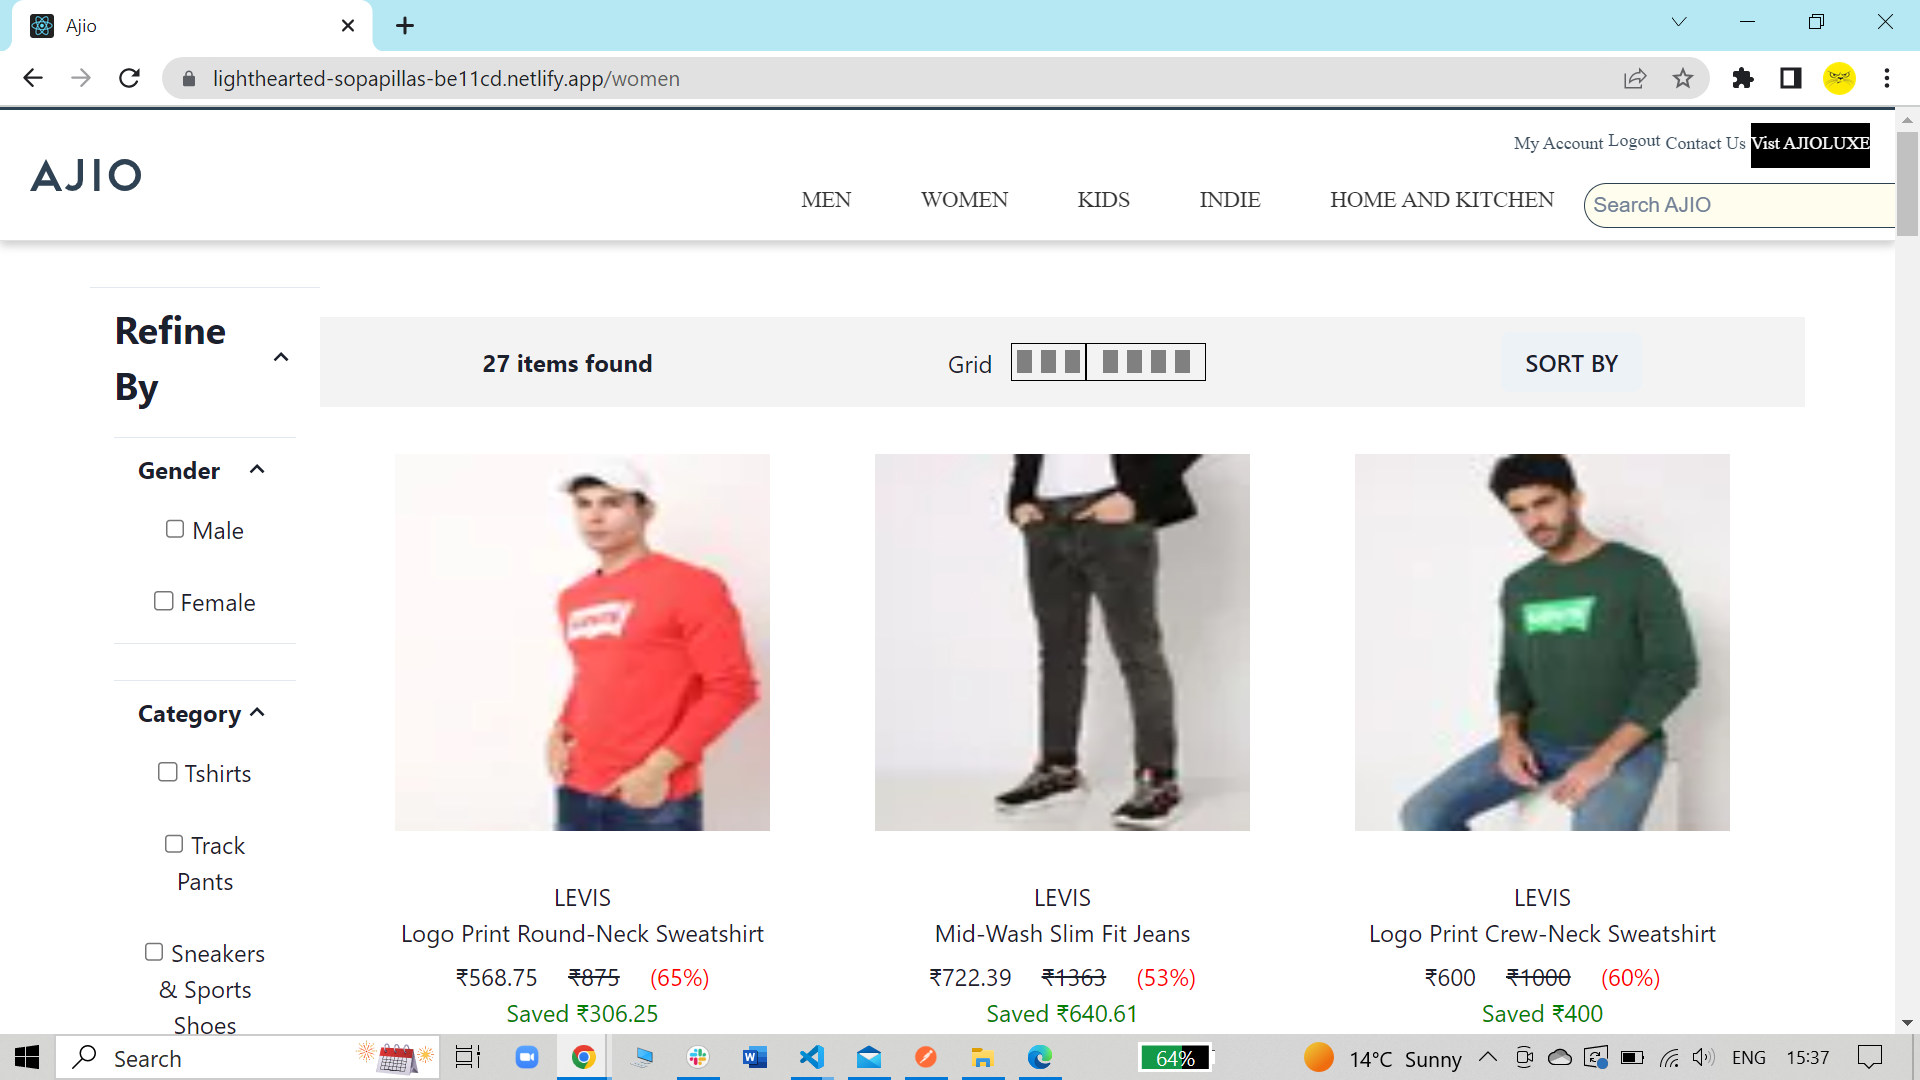 Ajio
lighthearted-sopapillas-be11cd.netlify.app/women
My Account Logout Contact Us Vist AJIOLUXE
AJIO
MEN WOMEN KIDS INDIE HOME AND KITCHEN Search AJIO
Refine By
27 items found Grid SORT BY
Gender
Male
Female
Category
Tshirts
Track
Pants
Sneakers
& Sports
Shoes
LEVIS
Logo Print Round-Neck Sweatshirt
₹568.75 ₹875 (65%)
Saved ₹306.25
LEVIS
Mid-Wash Slim Fit Jeans
₹722.39 ₹1363 (53%)
Saved ₹640.61
LEVIS
Logo Print Crew-Neck Sweatshirt
₹600 ₹1000 (60%)
Saved ₹400
Search 64% 14°C Sunny ENG 15:37